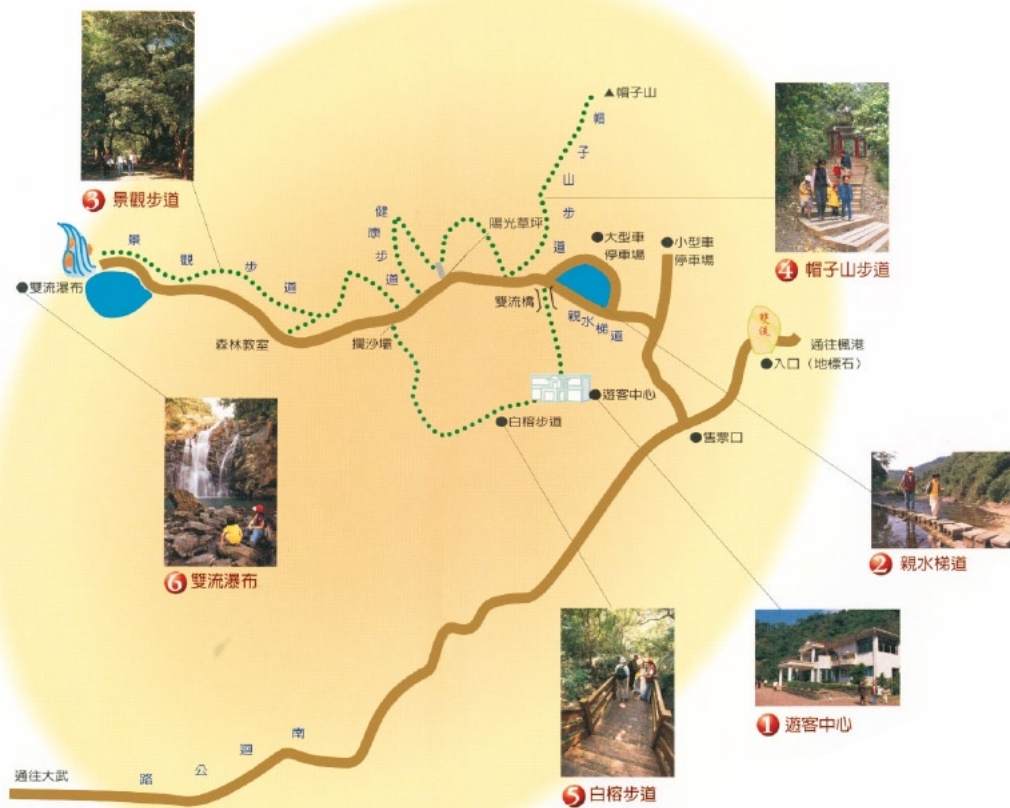 ▲帽子山
帽子山步道
③ 景觀步道
健康步道
陽光草坪
●大型車
停車場
●小型車
停車場
④ 帽子山步道
景觀步道
●雙流瀑布
雙流橋
親水梯道
雙流
通往楓港
●入口（地標石）
森林教室
攔沙壩
●遊客中心
●白榕步道
●售票口
② 親水梯道
⑥ 雙流瀑布
① 遊客中心
⑤ 白榕步道
南迴公路
通往大武